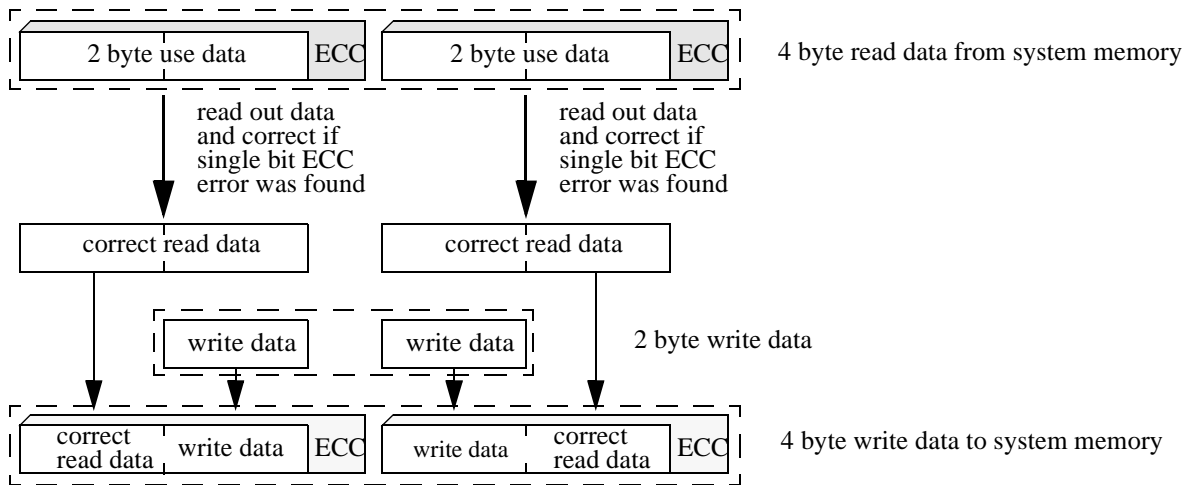 2 byte use data ECC 2 byte use data ECC 4 byte read data from system memory
read out data
and correct if
single bit ECC
error was found
read out data
and correct if
single bit ECC
error was found
correct read data correct read data
write data write data 2 byte write data
correct
read data write data ECC write data correct
read data ECC 4 byte write data to system memory